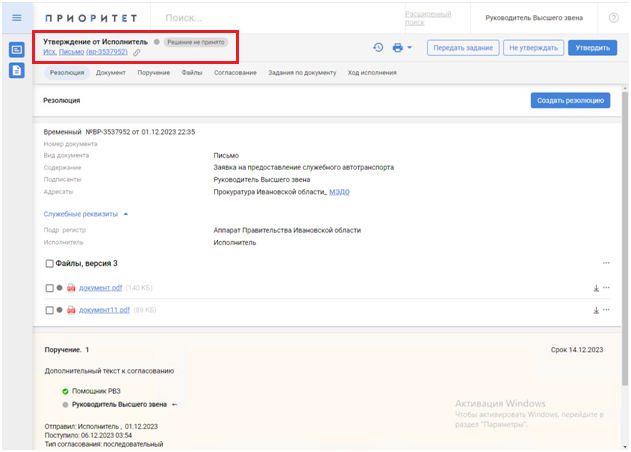 ПРИОРИТЕТ
Поиск...
Расширенный поиск
Руководитель Высшего звена
Утверждение от Исполнитель Решение не принято
Исх. Письмо (вр-3537952)
Передать задание Не утверждать Утвердить
Резолюция Документ Поручение Файлы Согласование Задания по документу Ход исполнения
Резолюция
Создать резолюцию
Временный №ВР-3537952 от 01.12.2023 22:35
Номер документа
Вид документа Письмо
Содержание Заявка на предоставление служебного автотранспорта
Подписанты Руководитель Высшего звена
Адресаты Прокуратура Ивановской области_ МЭДО
Служебные реквизиты
Подр. регистр Аппарат Правительства Ивановской области
Исполнитель Исполнитель
Файлы, версия 3
документ.pdf (140 КБ)
документ11.pdf (89 КБ)
Поручение. 1 Срок 14.12.2023
Дополнительный текст к согласованию
Помощник РВЗ
Руководитель Высшего звена ←
Отправил: Исполнитель , 01.12.2023
Поступило: 06.12.2023 03:54
Тип согласования: последовательный
Активация Windows
Чтобы активировать Windows, перейдите в
раздел "Параметры".